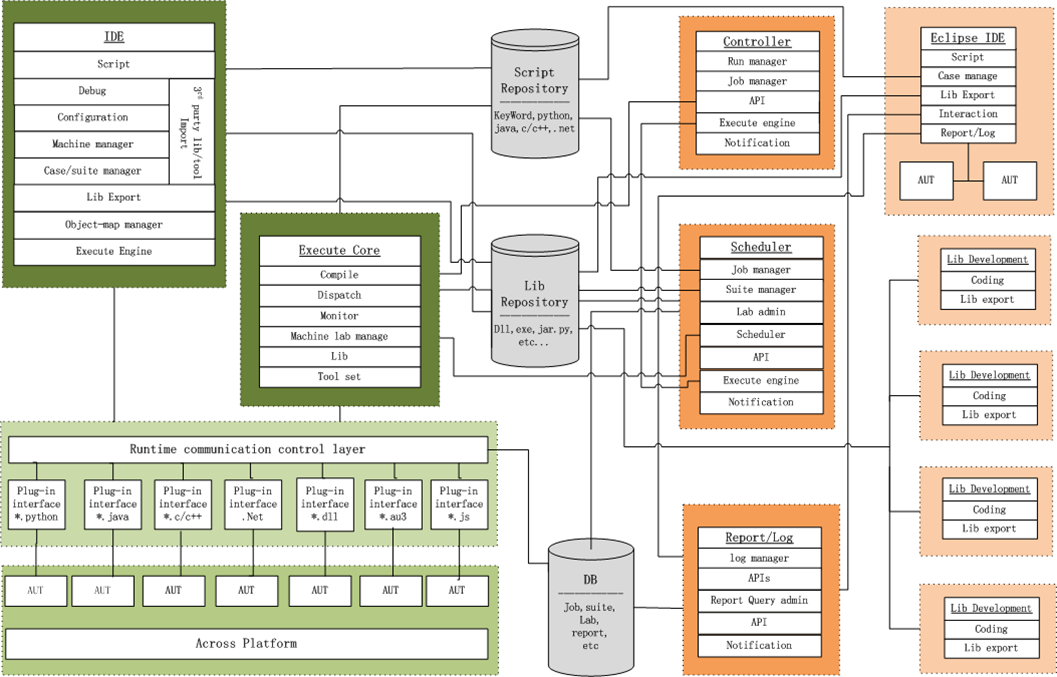 IDE
Script
Debug
Configuration
Machine manager
Case/suite manager
3rd party lib/tool
Import
Lib Export
Object-map manager
Execute Engine
Execute Core
Compile
Dispatch
Monitor
Machine lab manage
Lib
Tool set
Script
Repository
KeyWord,python,
java,c/c++,.net
Lib
Repository
Dll,exe,jar.py,
etc...
Controller
Run manager
Job manager
API
Execute engine
Notification
Scheduler
Job manager
Suite manager
Lab admin
Scheduler
API
Execute engine
Notification
Eclipse IDE
Script
Case manage
Lib Export
Interaction
Report/Log
AUT
AUT
Lib Development
Coding
Lib export
Lib Development
Coding
Lib export
Lib Development
Coding
Lib export
Lib Development
Coding
Lib export
Runtime communication control layer
Plug-in
interface
*.python
Plug-in
interface
*.java
Plug-in
interface
*.c/c++
Plug-in
interface
.Net
Plug-in
interface
*.dll
Plug-in
interface
*.au3
Plug-in
interface
*.js
AUT
AUT
AUT
AUT
AUT
AUT
AUT
Across Platform
DB
Job,suite,
Lab,
report,
etc
Report/Log
log manager
APIs
Report Query admin
API
Notification